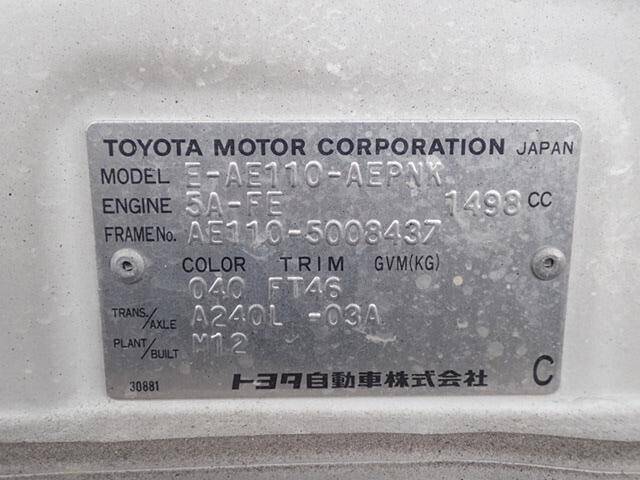 TOYOTA MOTOR CORPORATION JAPAN
MODEL E-AE110-AEPNK
ENGINE 5A-FE 1498 CC
FRAME No. AE110-5008437
COLOR TRIM GVM(KG)
040 FT46
TRANS./AXLE A240L -03A
PLANT/BUILT M12
30881 トヨタ自動車株式会社 C